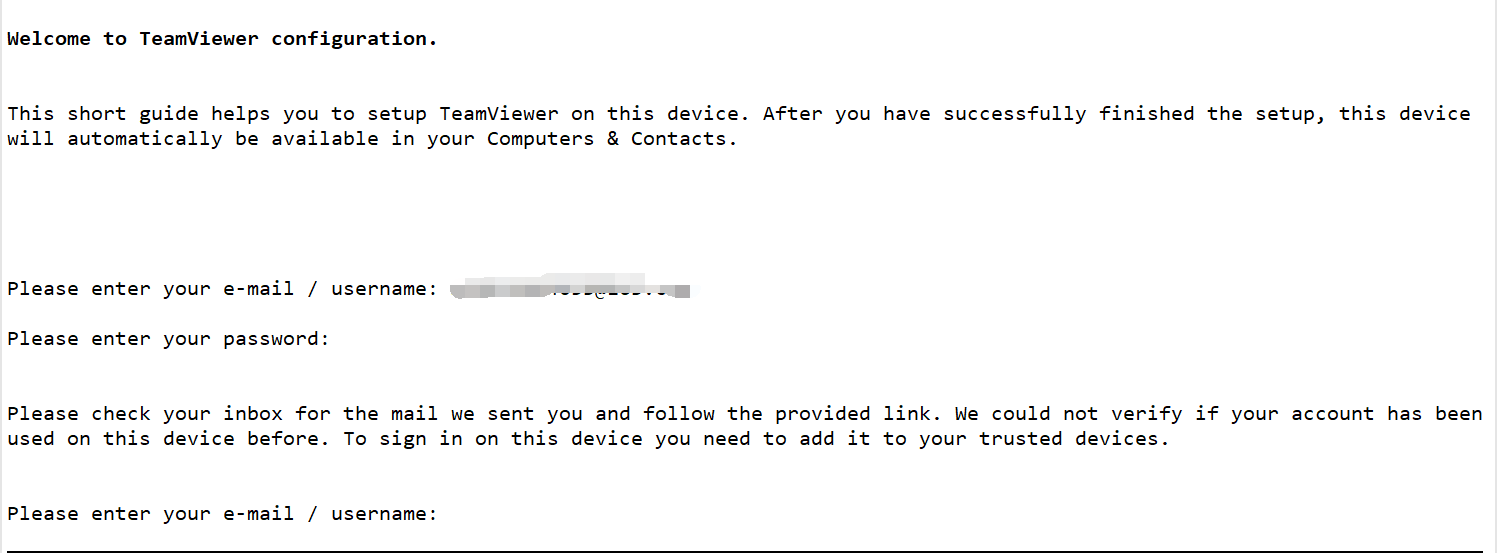 Welcome to TeamViewer configuration.
This short guide helps you to setup TeamViewer on this device. After you have successfully finished the setup, this device
will automatically be available in your Computers & Contacts.
Please enter your e-mail / username:
Please enter your password:
Please check your inbox for the mail we sent you and follow the provided link. We could not verify if your account has been
used on this device before. To sign in on this device you need to add it to your trusted devices.
Please enter your e-mail / username: